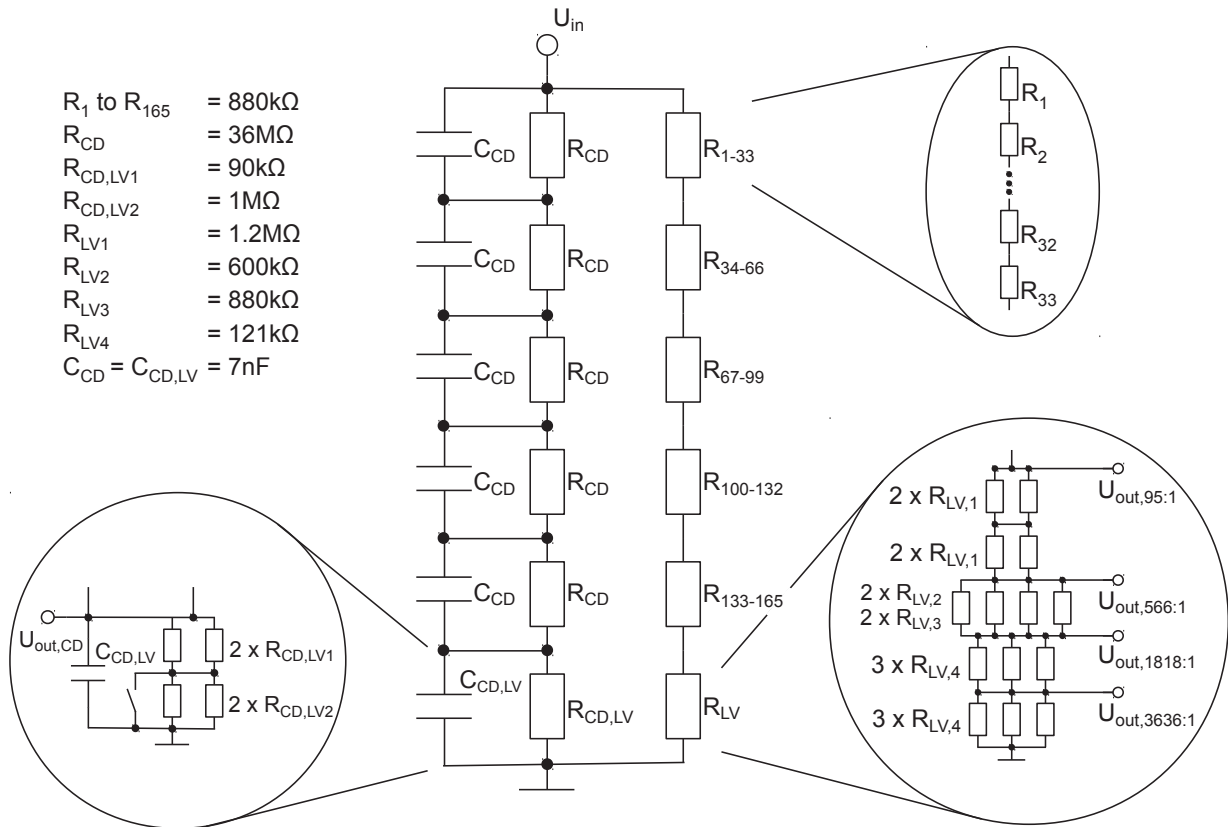 U_in
R_1 to R_165 = 880kΩ
R_CD = 36MΩ
R_CD,LV1 = 90kΩ
R_CD,LV2 = 1MΩ
R_LV1 = 1.2MΩ
R_LV2 = 600kΩ
R_LV3 = 880kΩ
R_LV4 = 121kΩ
C_CD = C_CD,LV = 7nF
C_CD R_CD R_1-33
C_CD R_CD R_34-66
C_CD R_CD R_67-99
C_CD R_CD R_100-132
C_CD R_CD R_133-165
C_CD,LV R_CD,LV R_LV
R_1
R_2
R_32
R_33
U_out,CD
C_CD,LV
2 x R_CD,LV1
2 x R_CD,LV2
2 x R_LV,1
U_out,95:1
2 x R_LV,1
2 x R_LV,2
2 x R_LV,3
U_out,566:1
U_out,1818:1
3 x R_LV,4
U_out,3636:1
3 x R_LV,4